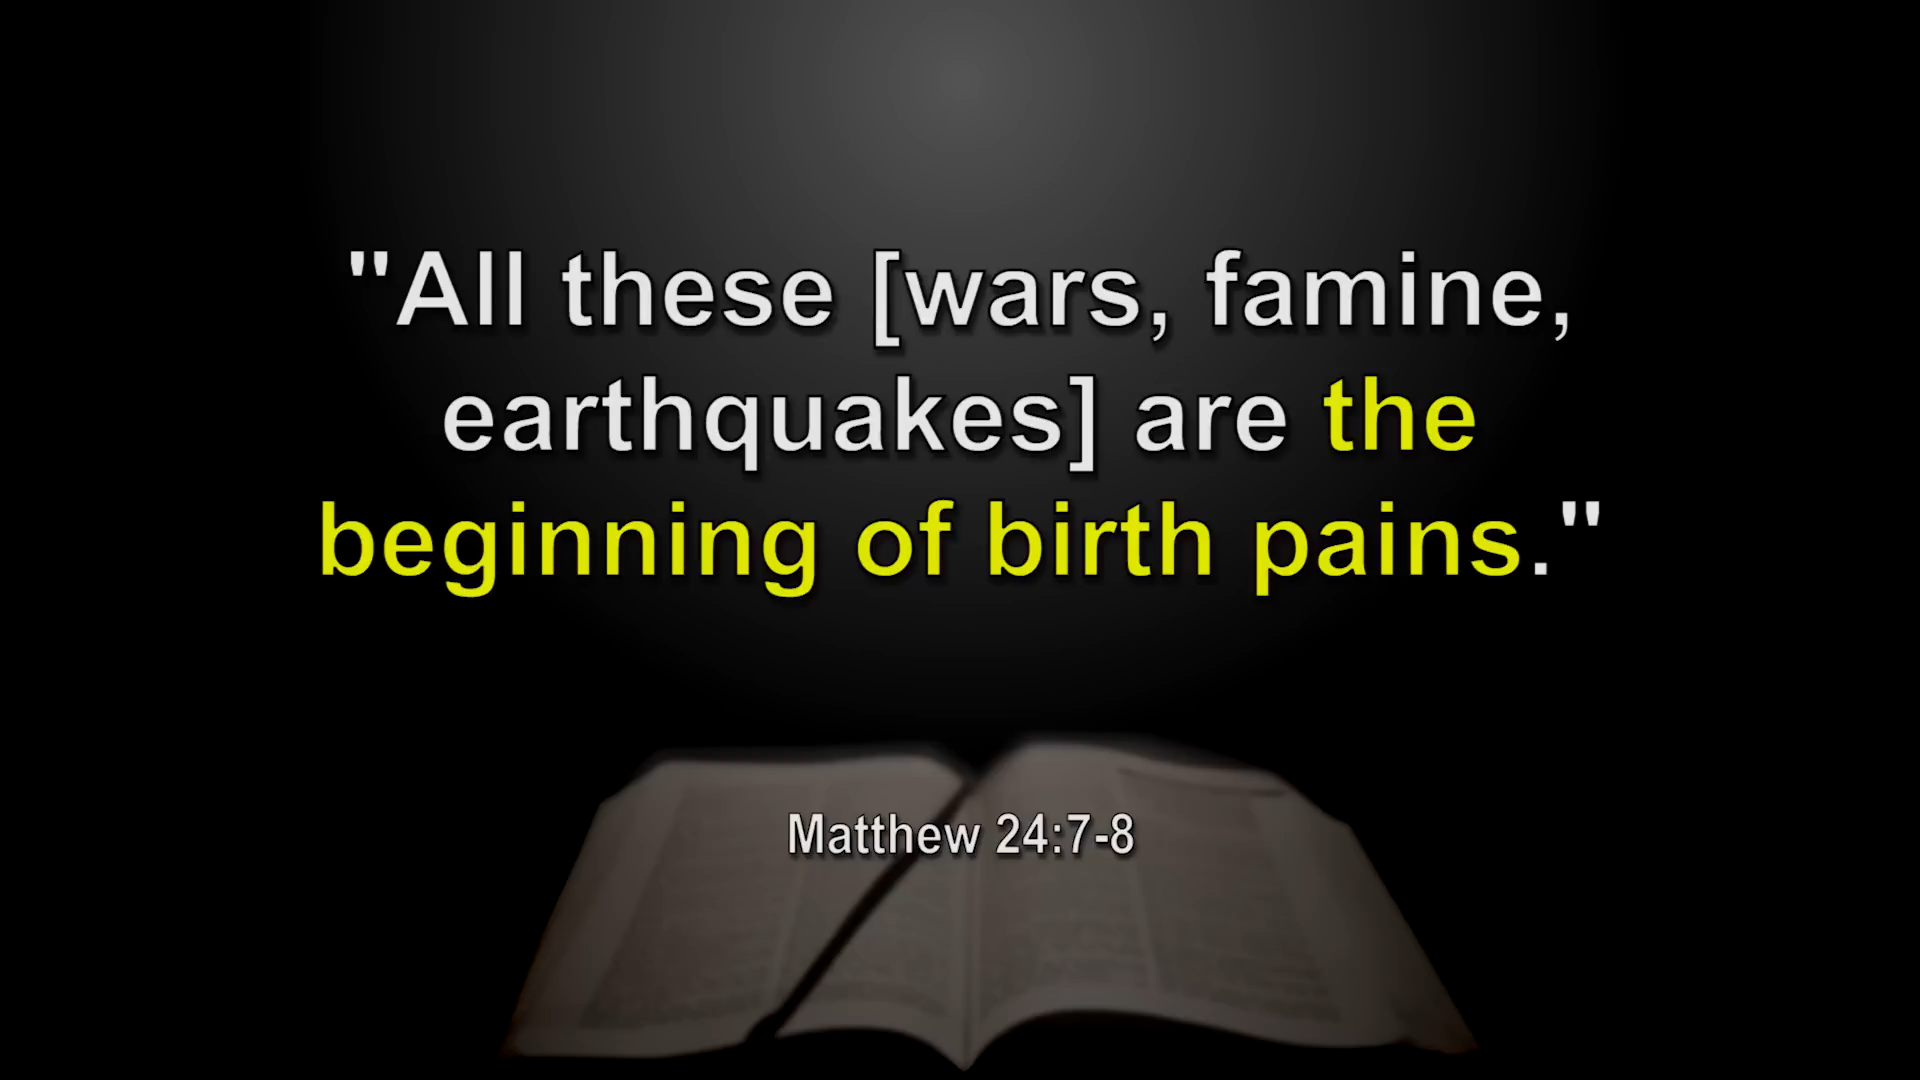 "All these [wars, famine,
earthquakes] are the
beginning of birth pains."
Matthew 24:7-8